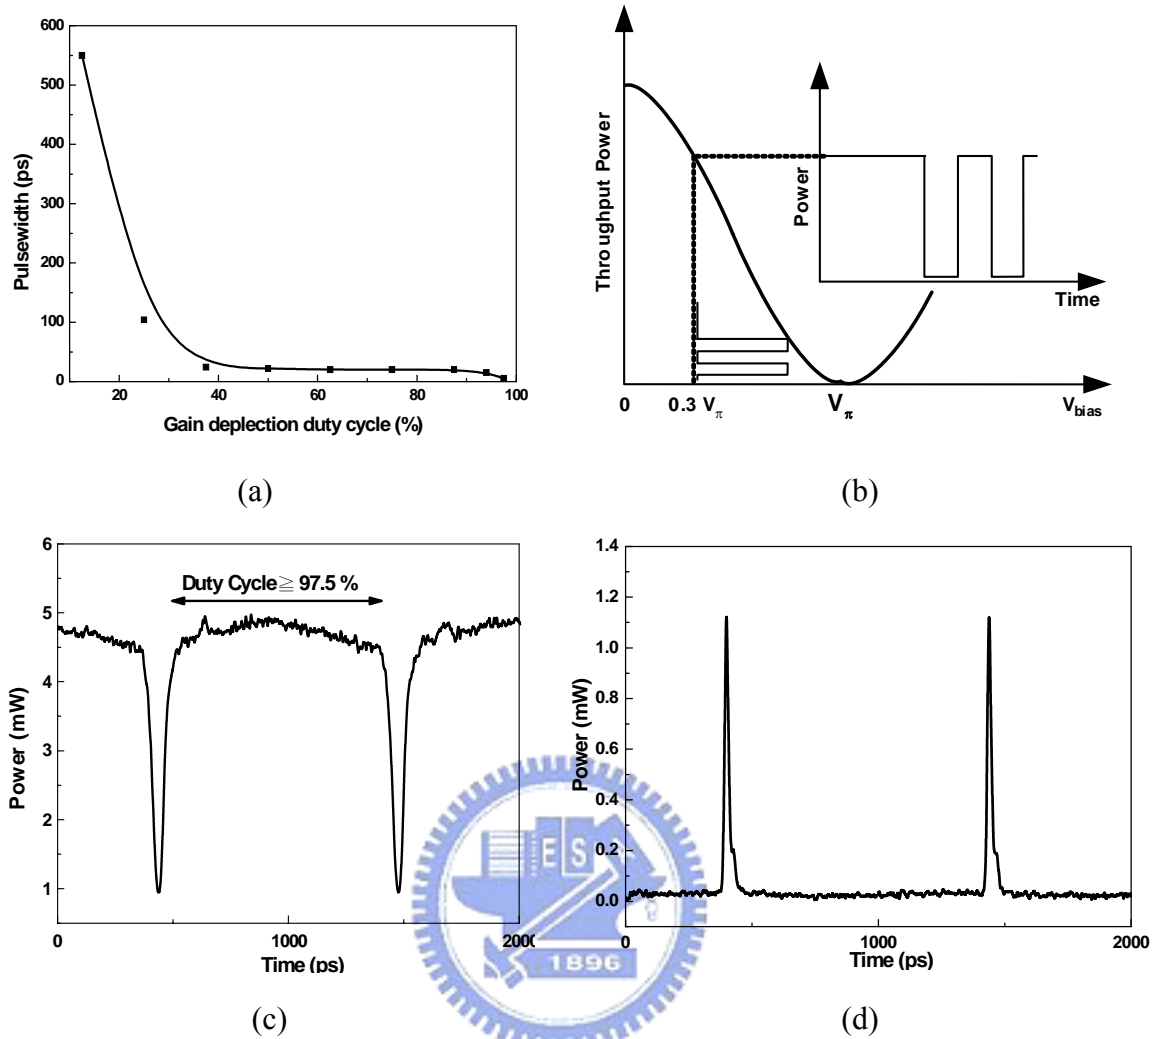 600
500
400
300
200
100
0
20
40
60
80
100
Pulsewidth (ps)
Gain deplection duty cycle (%)
(a)
Throughput Power
Power
Time
0
0.3 Vπ
Vπ
Vbias
(b)
6
5
4
3
2
1
0
1000
2000
Duty Cycle ≧ 97.5 %
Power (mW)
Time (ps)
(c)
1.4
1.2
1.0
0.8
0.6
0.4
0.2
0.0
0
1000
2000
Power (mW)
Time (ps)
(d)
E S
1896